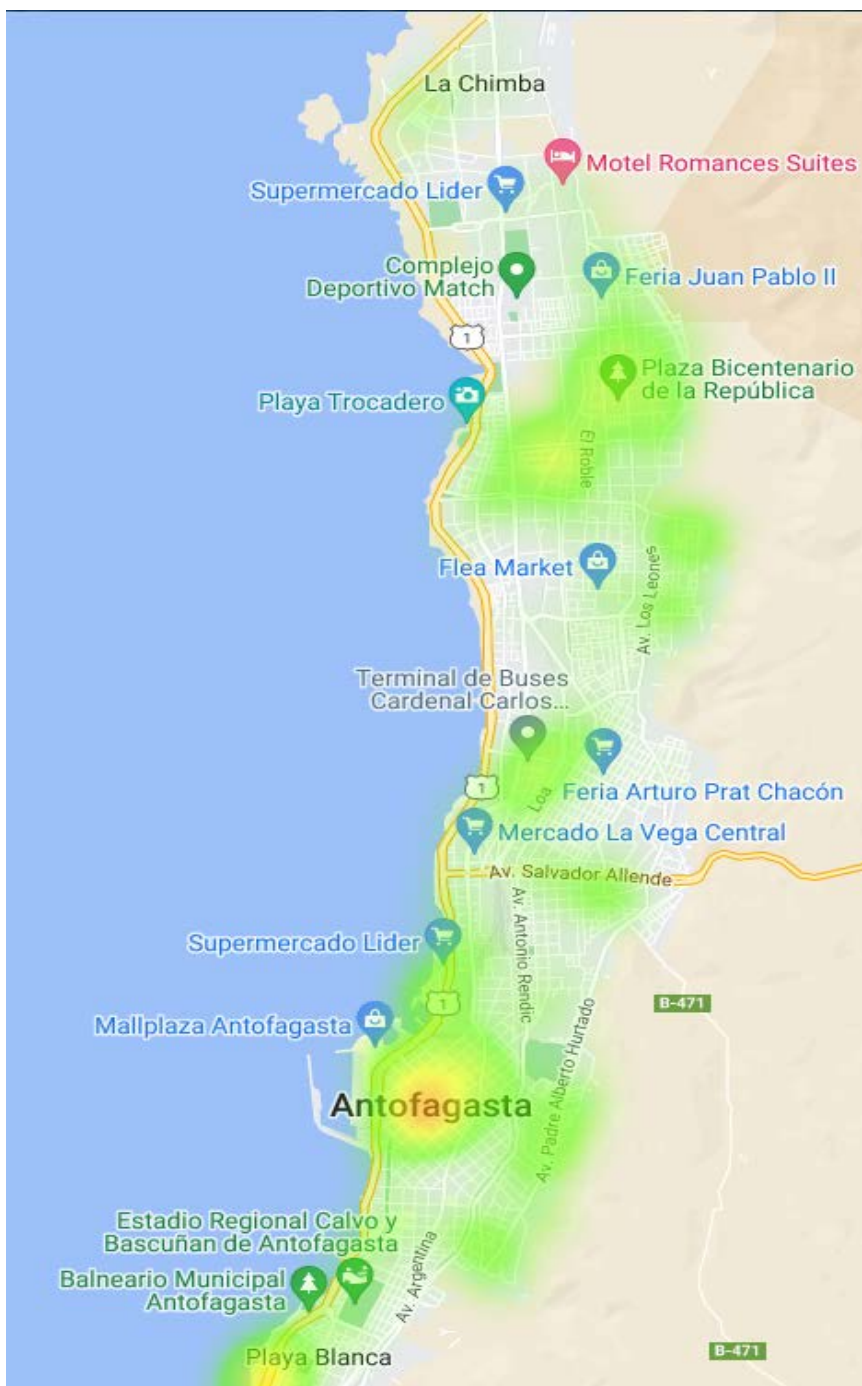 La Chimba
Motel Romances Suites
Supermercado Lider
Complejo
Deportivo Match
Feria Juan Pablo II
1
Plaza Bicentenario
de la República
Playa Trocadero
El Roble
Flea Market
Av. Los Leones
Terminal de Buses
Cardenal Carlos...
1
Loa
Feria Arturo Prat Chacón
Mercado La Vega Central
Av. Salvador Allende
Av. Antonio Rendic
Supermercado Lider
1
B-471
Mallplaza Antofagasta
Av. Padre Alberto Hurtado
Antofagasta
Estadio Regional Calvo y
Bascuñan de Antofagasta
Balneario Municipal
Antofagasta
Av. Argentina
Playa Blanca
B-471